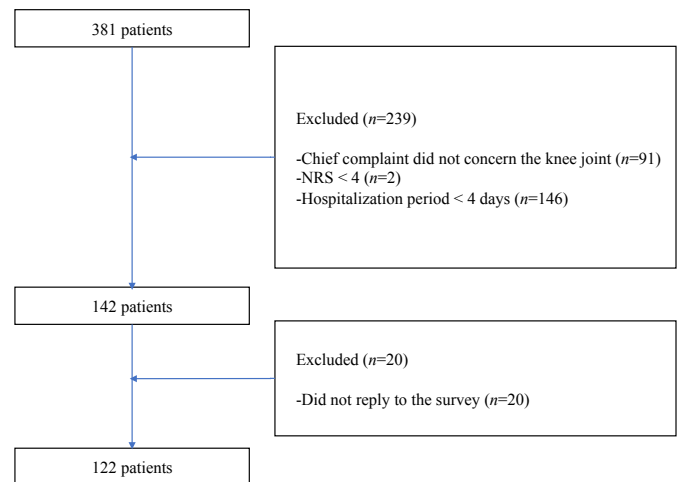 381 patients
Excluded (n=239)
-Chief complaint did not concern the knee joint (n=91)
-NRS < 4 (n=2)
-Hospitalization period < 4 days (n=146)
142 patients
Excluded (n=20)
-Did not reply to the survey (n=20)
122 patients